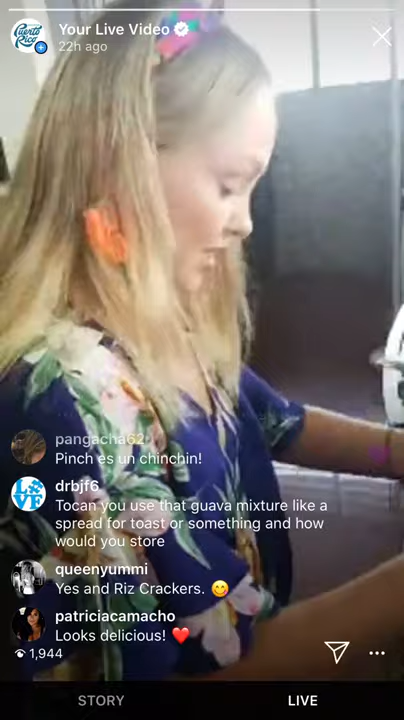 Puerto
Rico
Your Live Video
22h ago
pangacha62
Pinch es un chinchin!
drbjf6
Tocan you use that guava mixture like a
spread for toast or something and how
would you store
queenyummi
Yes and Riz Crackers. 😋
patriciacamacho
Looks delicious! ❤️
1,944
STORY
LIVE